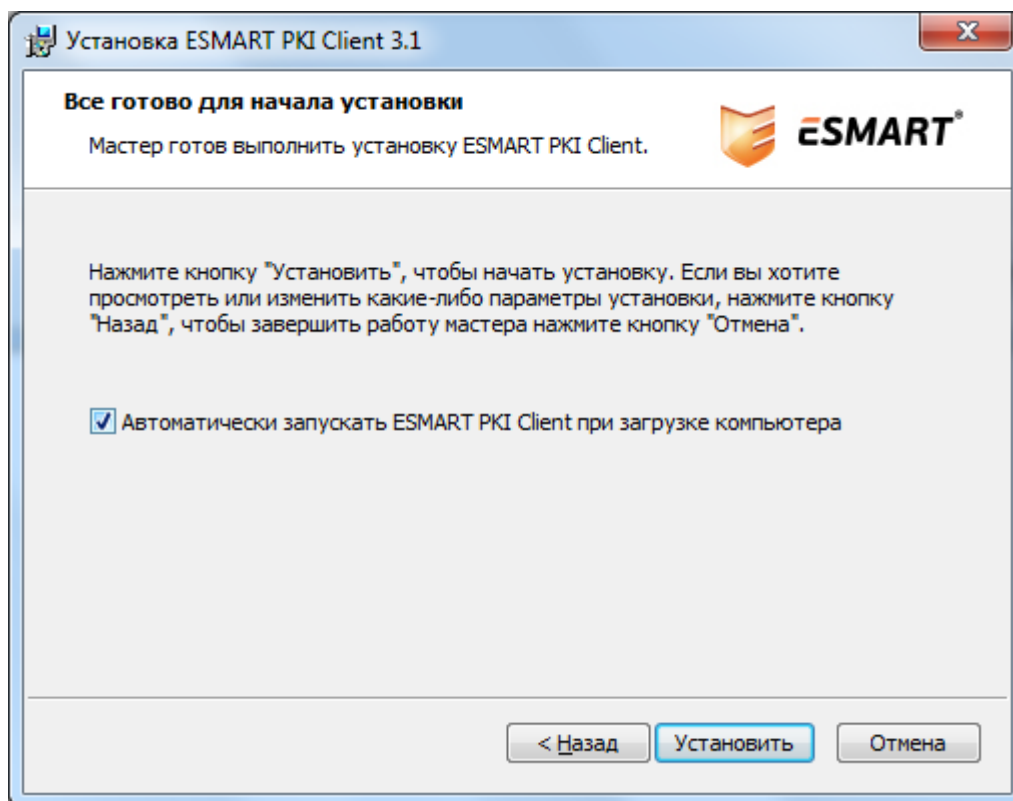 Установка ESMART PKI Client 3.1
Все готово для начала установки
Мастер готов выполнить установку ESMART PKI Client.
ESMART®
Нажмите кнопку "Установить", чтобы начать установку. Если вы хотите
просмотреть или изменить какие-либо параметры установки, нажмите кнопку
"Назад", чтобы завершить работу мастера нажмите кнопку "Отмена".
Автоматически запускать ESMART PKI Client при загрузке компьютера
< Назад
Установить
Отмена